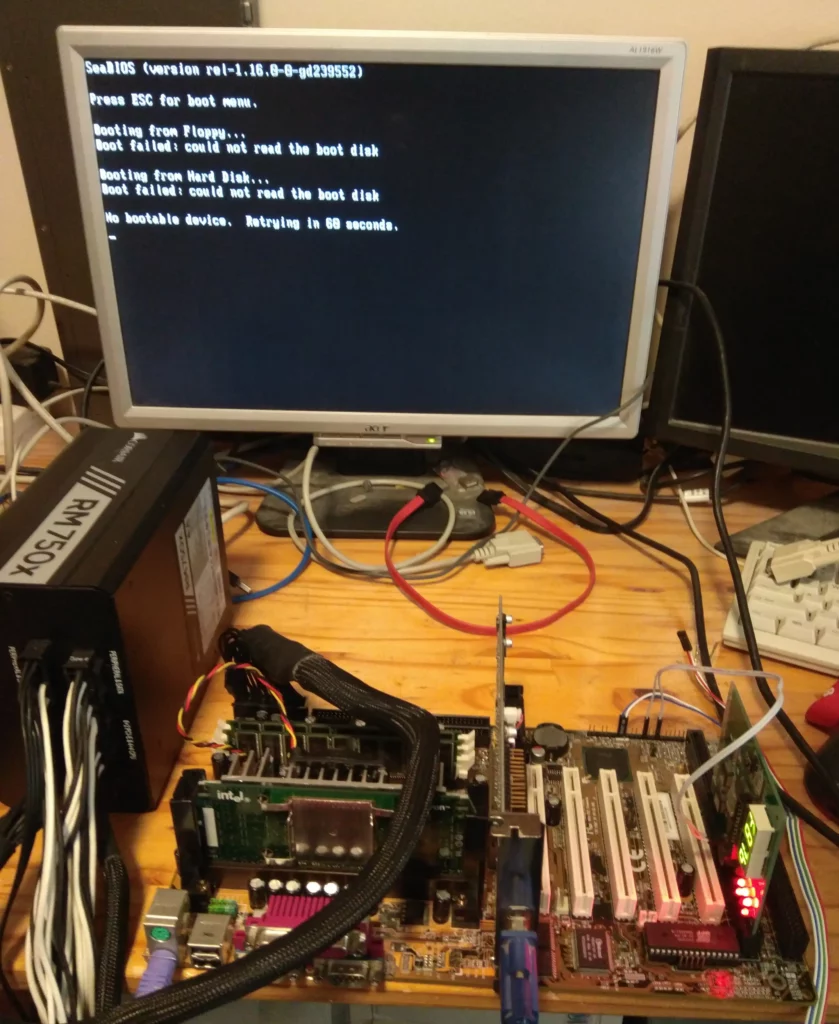 AL1916W
SeaBIOS (version rel-1.16.0-0-gd239552)
Press ESC for boot menu.
Booting from Floppy...
Boot failed: could not read the boot disk
Booting from Hard Disk...
Boot failed: could not read the boot disk
No bootable device.  Retrying in 60 seconds.
acer
RM750X
intel